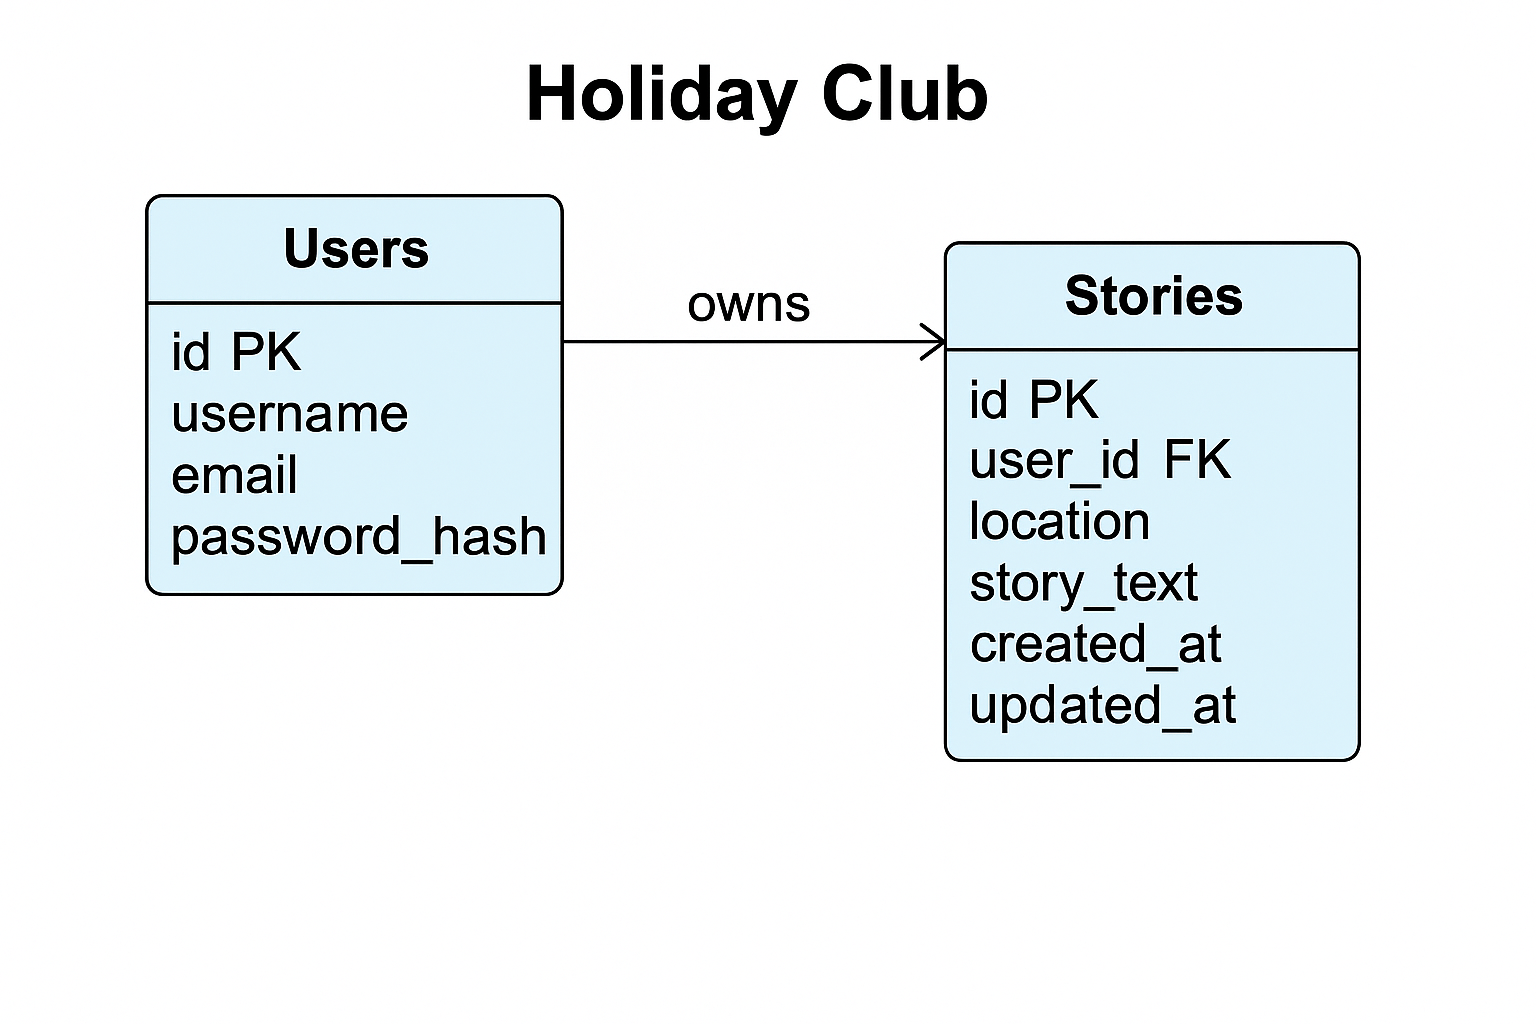 Holiday Club
Users
id PK
username
email
password_hash
owns
Stories
id PK
user_id FK
location
story_text
created_at
updated_at